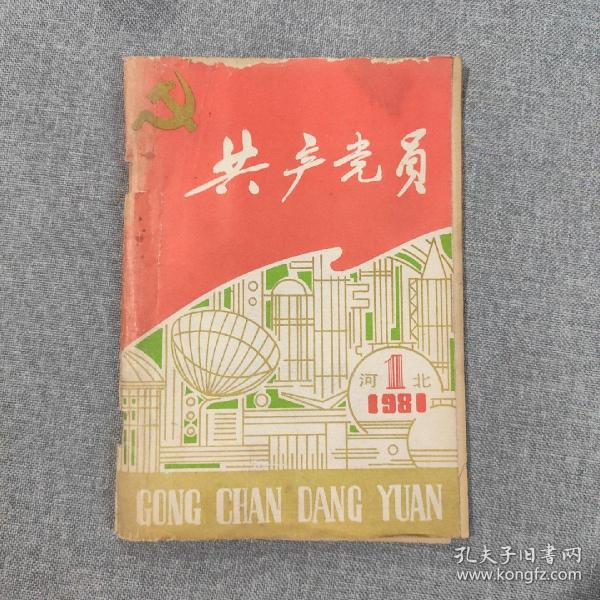 共产党员
河 1 北
1981
GONG CHAN DANG YUAN
孔夫子旧书网
www.kongfz.com